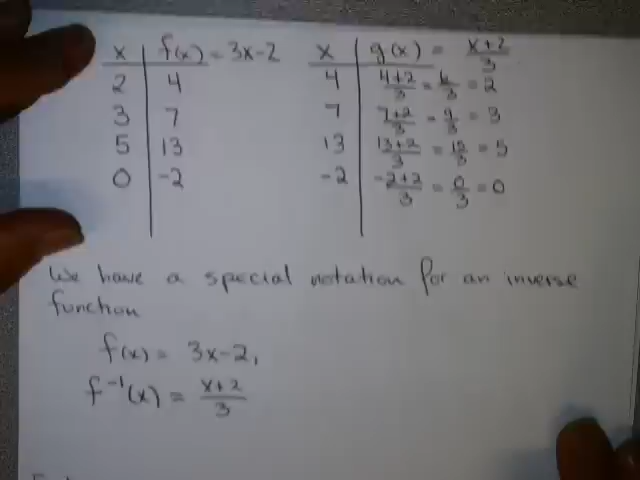 x | f(x) = 3x-2    x | g(x) = x+2/3
2 | 4    4 | 4+2/3 = 6/3 = 2
3 | 7    7 | 7+2/3 = 9/3 = 3
5 | 13    13 | 13+2/3 = 15/3 = 5
0 | -2    -2 | -2+2/3 = 0/3 = 0
We have a special notation for an inverse
function
f(x) = 3x-2,
f⁻¹(x) = x+2/3